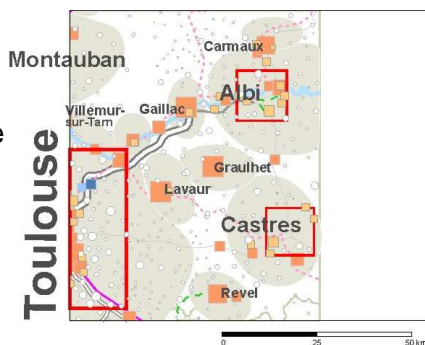 Carmaux
Montauban
Albi
Villemur-
sur-Tarn
Gaillac
e
Graulhet
Lavaur
Toulouse
Castres
Revel
0 25 50 km